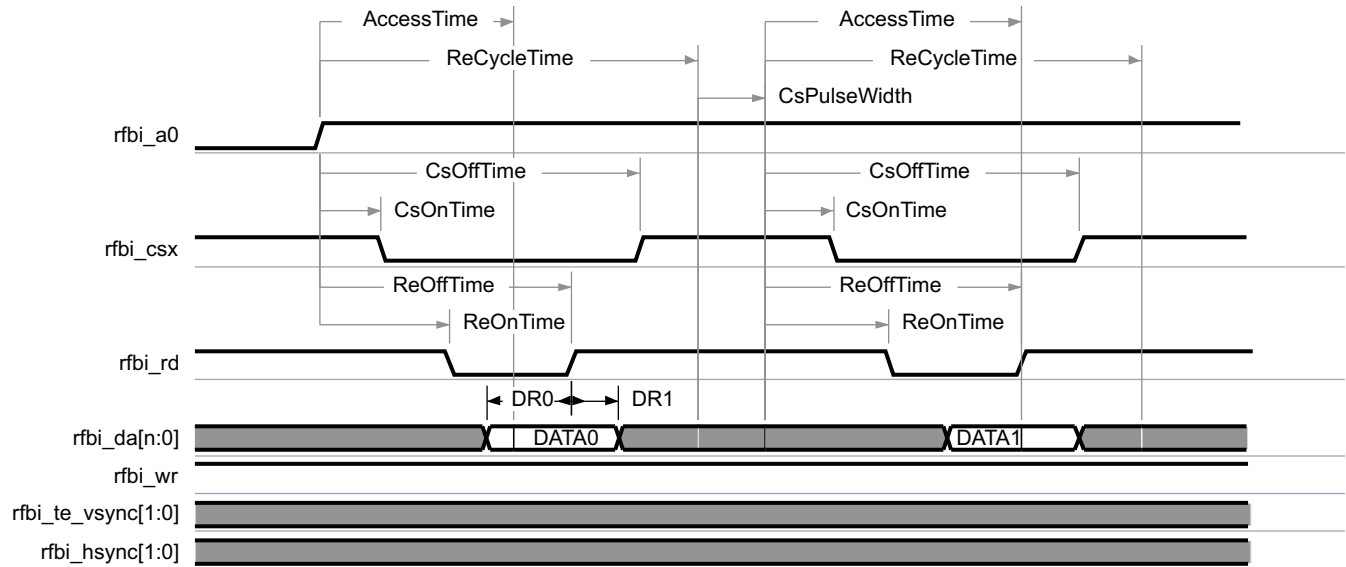 AccessTime AccessTime
ReCycleTime ReCycleTime
CsPulseWidth
rfbi_a0
CsOffTime CsOffTime
CsOnTime CsOnTime
rfbi_csx
ReOffTime ReOffTime
ReOnTime ReOnTime
rfbi_rd
DR0 DR1
rfbi_da[n:0] DATA0 DATA1
rfbi_wr
rfbi_te_vsync[1:0]
rfbi_hsync[1:0]